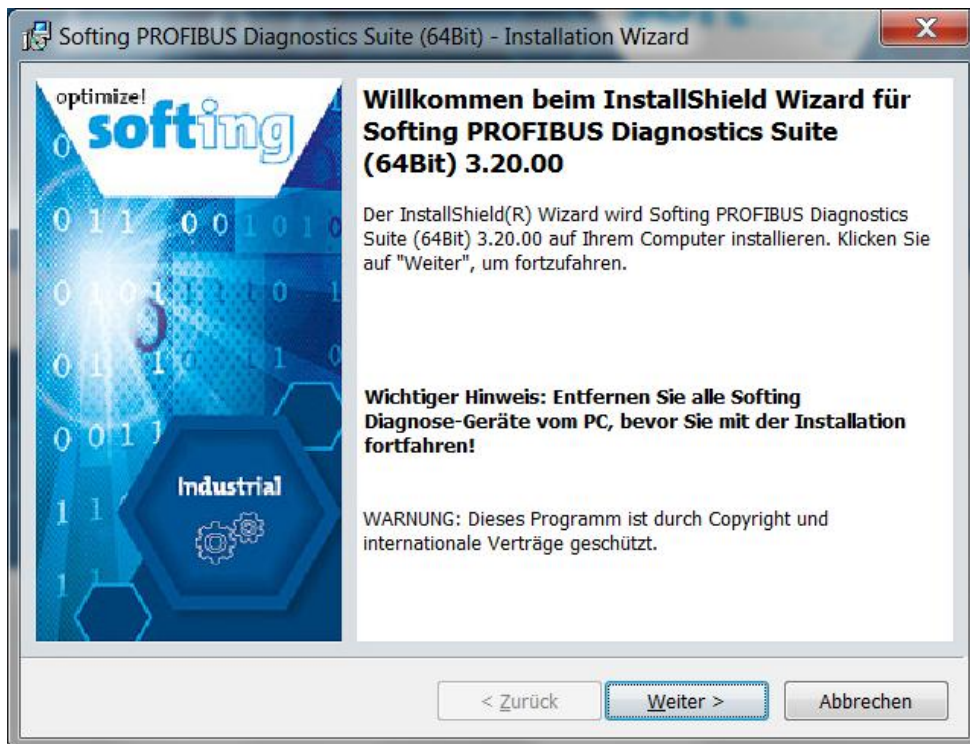 Softing PROFIBUS Diagnostics Suite (64Bit) - Installation Wizard
optimize!
softing
Industrial
Willkommen beim InstallShield Wizard für
Softing PROFIBUS Diagnostics Suite
(64Bit) 3.20.00
Der InstallShield(R) Wizard wird Softing PROFIBUS Diagnostics
Suite (64Bit) 3.20.00 auf Ihrem Computer installieren. Klicken Sie
auf "Weiter", um fortzufahren.
Wichtiger Hinweis: Entfernen Sie alle Softing
Diagnose-Geräte vom PC, bevor Sie mit der Installation
fortfahren!
WARNUNG: Dieses Programm ist durch Copyright und
internationale Verträge geschützt.
< Zurück
Weiter >
Abbrechen